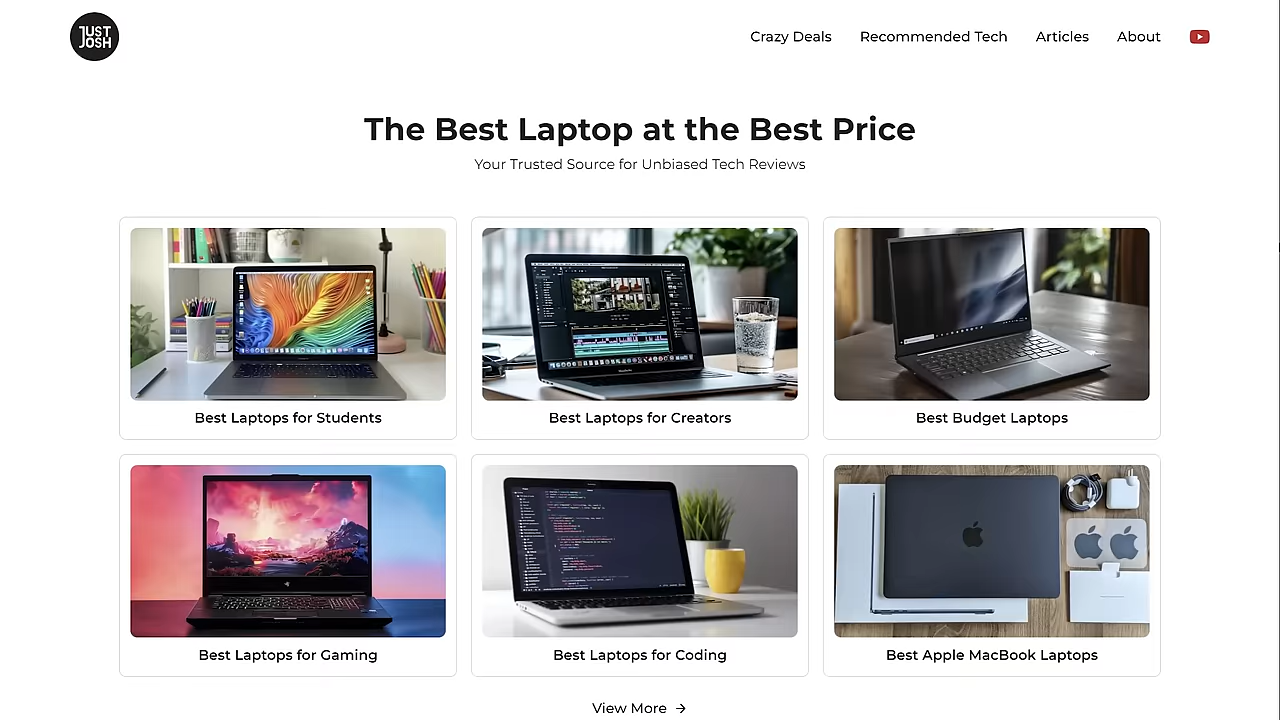 JUST
JOSH
Crazy Deals
Recommended Tech
Articles
About
The Best Laptop at the Best Price
Your Trusted Source for Unbiased Tech Reviews
Best Laptops for Students
Best Laptops for Creators
Best Budget Laptops
Best Laptops for Gaming
Best Laptops for Coding
Best Apple MacBook Laptops
View More →